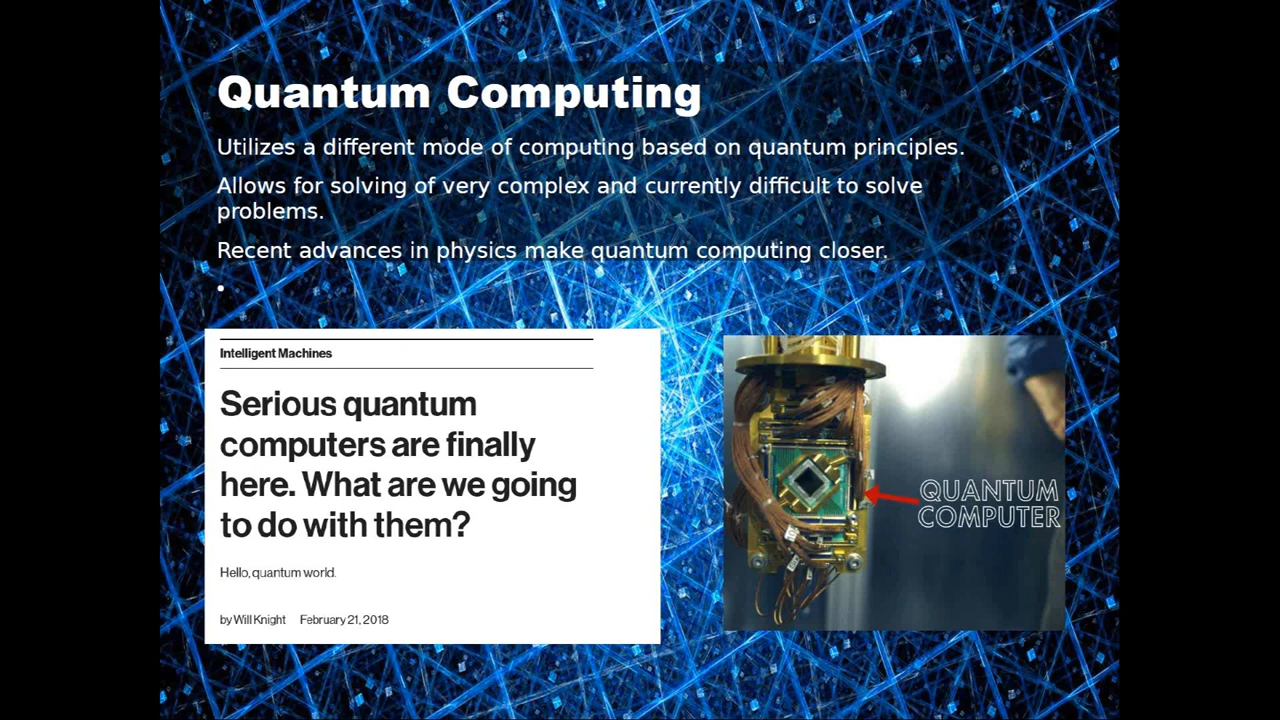 Quantum Computing
Utilizes a different mode of computing based on quantum principles.
Allows for solving of very complex and currently difficult to solve
problems.
Recent advances in physics make quantum computing closer.
•
Intelligent Machines
Serious quantum
computers are finally
here. What are we going
to do with them?
Hello, quantum world.
by Will Knight February 21, 2018
QUANTUM
COMPUTER